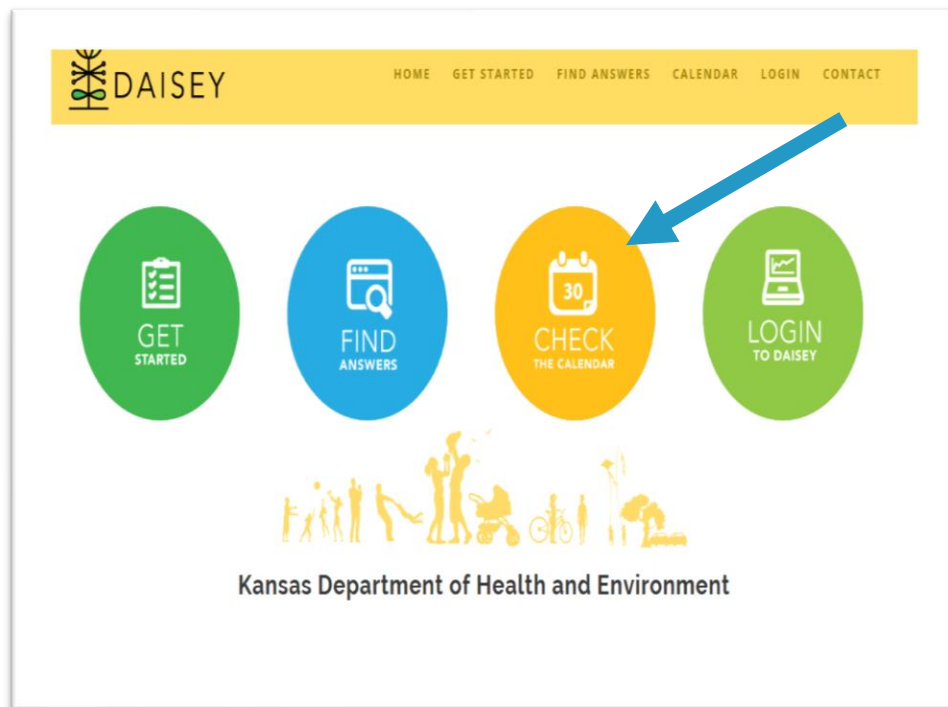 DAISEY
HOME GET STARTED FIND ANSWERS CALENDAR LOGIN CONTACT
GET
STARTED
FIND
ANSWERS
30
CHECK
THE CALENDAR
LOGIN
TO DAISEY
Kansas Department of Health and Environment